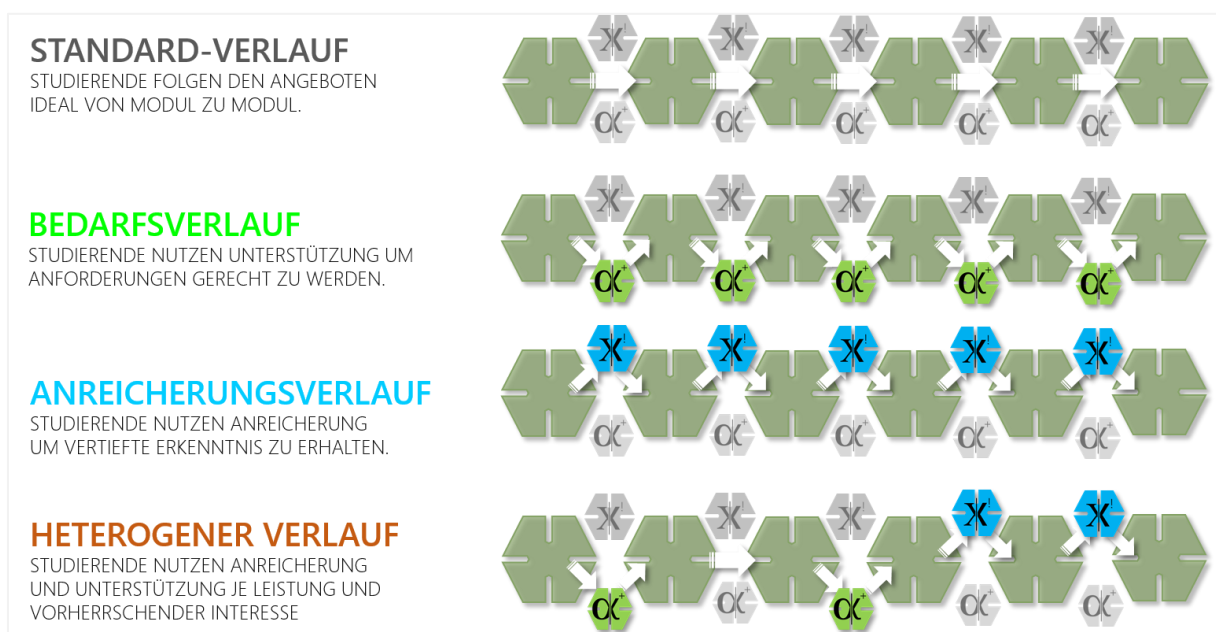 STANDARD-VERLAUF
STUDIERENDE FOLGEN DEN ANGEBOTEN
IDEAL VON MODUL ZU MODUL.
X! X! X! X! X!
α+ α+ α+ α+ α+
BEDARFSVERLAUF
STUDIERENDE NUTZEN UNTERSTÜTZUNG UM
ANFORDERUNGEN GERECHT ZU WERDEN.
X! X! X! X! X!
α+ α+ α+ α+ α+
ANREICHERUNGSVERLAUF
STUDIERENDE NUTZEN ANREICHERUNG
UM VERTIEFTE ERKENNTNIS ZU ERHALTEN.
X! X! X! X! X!
α+ α+ α+ α+ α+
HETEROGENER VERLAUF
STUDIERENDE NUTZEN ANREICHERUNG
UND UNTERSTÜTZUNG JE LEISTUNG UND
VORHERRSCHENDER INTERESSE
X! X! X! X! X!
α+ α+ α+ α+ α+